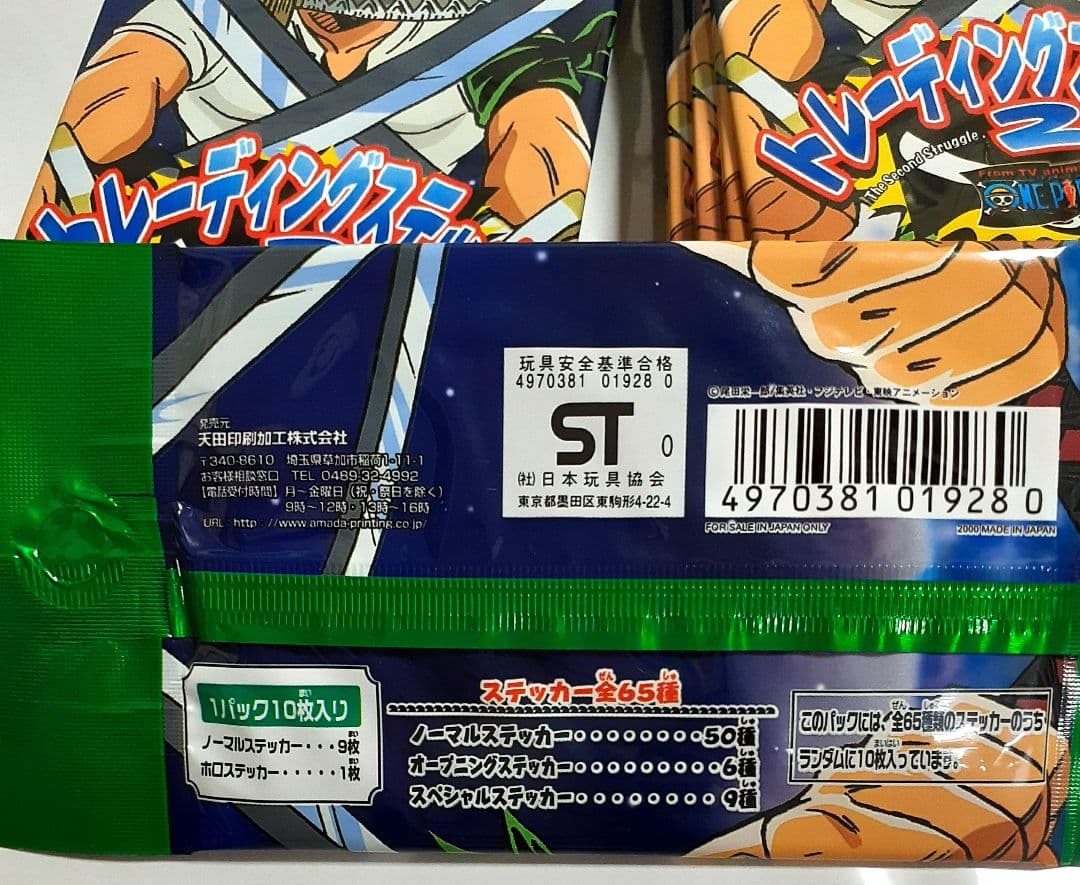 トレーディングステッ
トレーディングス
2
The Second Struggle.
From TV anim
ONE PI
発売元
天田印刷加工株式会社
〒340-8610 埼玉県草加市稲荷1-11-1
お客様相談窓口 TEL 0489-32-4992
【電話受付時間】月~金曜日(祝・祭日を除く)
9時~12時・13時~16時
URL: http://www.amada-printing.co.jp/
玩具安全基準合格
4970381 01928 0
ST 0
(社)日本玩具協会
東京都墨田区東駒形4-22-4
©尾田栄一郎/集英社・フジテレビ・東映アニメーション
4970381 01928 0
FOR SALE IN JAPAN ONLY 2000 MADE IN JAPAN
1パック10枚入り
ノーマルステッカー・・・9枚
ホロステッカー・・・・・1枚
ステッカー全65種
ノーマルステッカー・・・・・・・・・50種
オープニングステッカー・・・・・・・・・6種
スペシャルステッカー・・・・・・・・・9種
このパックには、全65種類のステッカーのうち
ランダムに10枚入っています。